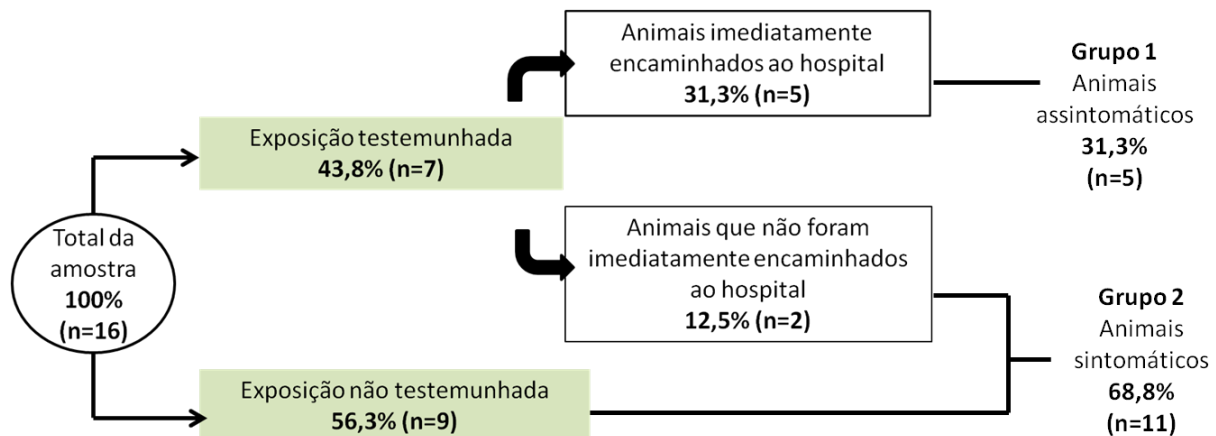 Total da
amostra
100%
(n=16)
Exposição testemunhada
43,8% (n=7)
Animais imediatamente
encaminhados ao hospital
31,3% (n=5)
Grupo 1
Animais
assintomáticos
31,3%
(n=5)
Animais que não foram
imediatamente encaminhados
ao hospital
12,5% (n=2)
Exposição não testemunhada
56,3% (n=9)
Grupo 2
Animais
sintomáticos
68,8%
(n=11)